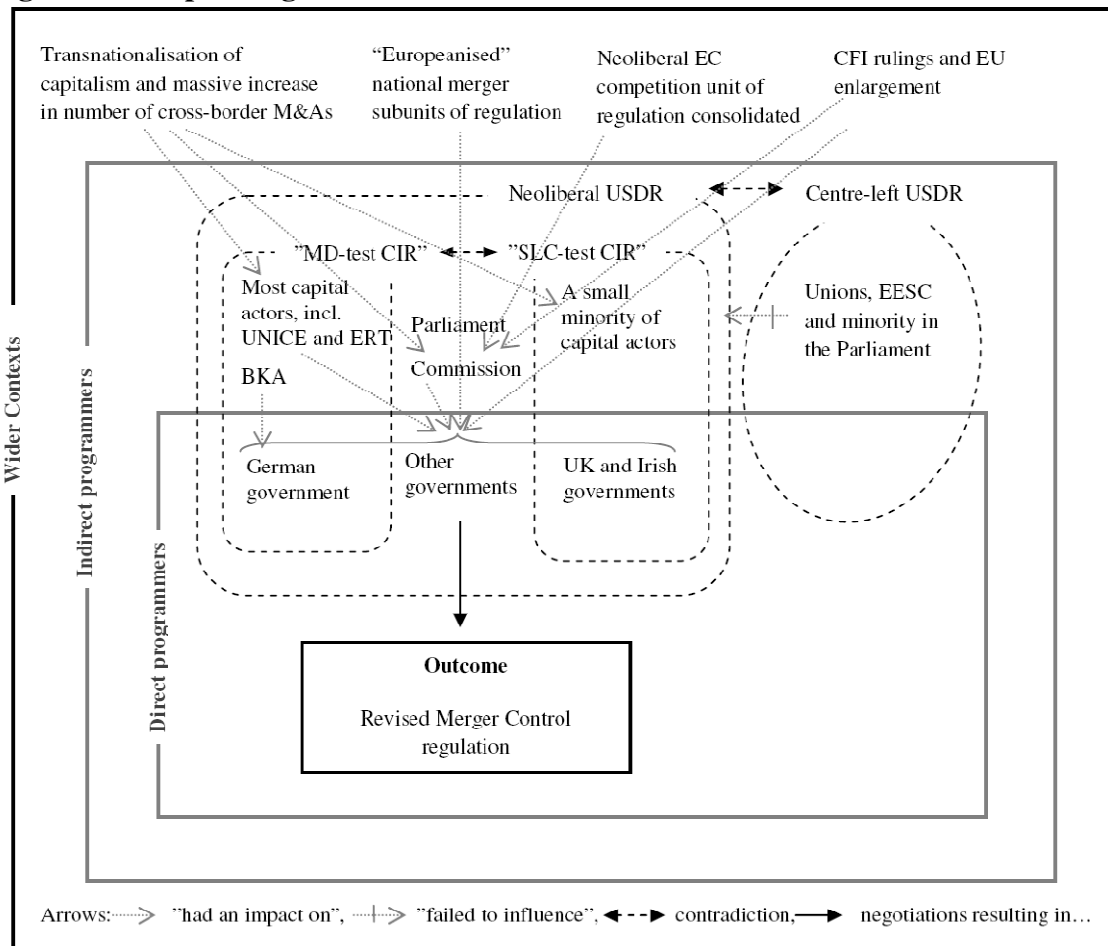 Transnationalisation of
capitalism and massive increase
in number of cross-border M&As
“Europeanised”
national merger
subunits of regulation
Neoliberal EC
competition unit of
regulation consolidated
CFI rulings and EU
enlargement
Neoliberal USDR
Centre-left USDR
”MD-test CIR”
”SLC-test CIR”
Most capital
actors, incl.
UNICE and ERT
BKA
Parliament
Commission
A small
minority of
capital actors
Unions, EESC
and minority in
the Parliament
German
government
Other
governments
UK and Irish
governments
Outcome
Revised Merger Control
regulation
Wider Contexts
Indirect programmers
Direct programmers
Arrows: ”had an impact on”, ”failed to influence”, contradiction, negotiations resulting in…